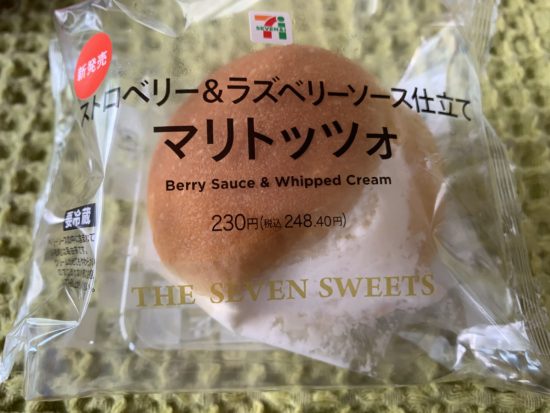 7
ELEVEN
新発売
ストロベリー&ラズベリーソース仕立て
マリトッツォ
Berry Sauce & Whipped Cream
230円(税込248.40円)
要冷蔵
THE SEVEN SWEETS